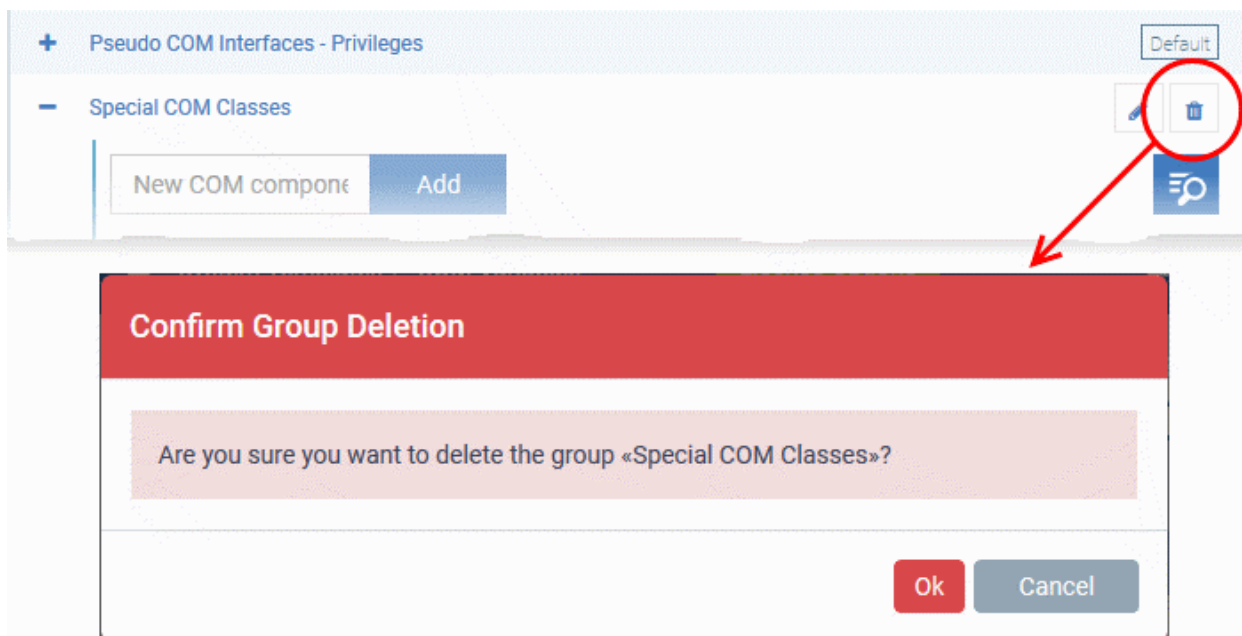 Pseudo COM Interfaces - Privileges
Default
Special COM Classes
New COM compone
Add
Confirm Group Deletion
Are you sure you want to delete the group «Special COM Classes»?
Ok
Cancel